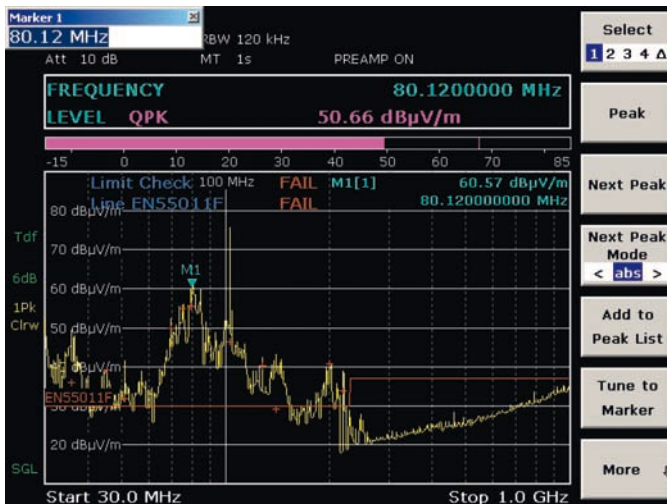 Marker 1
80.12 MHz
RBW 120 kHz
Att 10 dB MT 1s PREAMP ON
FREQUENCY 80.1200000 MHz
LEVEL QPK 50.66 dBµV/m
-15 0 10 20 30 40 50 60 70 85
Limit Check 100 MHz FAIL M1[1] 60.57 dBµV/m
Line EN55011F FAIL 80.120000000 MHz
80 dBµV/m
Tdf
70 dBµV/m
6dB
M1
60 dBµV/m
1Pk
Clrw
50 dBµV/m
EN55011F
20 dBµV/m
SGL
Start 30.0 MHz Stop 1.0 GHz
Select
1 2 3 4 Δ
Peak
Next Peak
Next Peak
Mode
< abs >
Add to
Peak List
Tune to
Marker
More